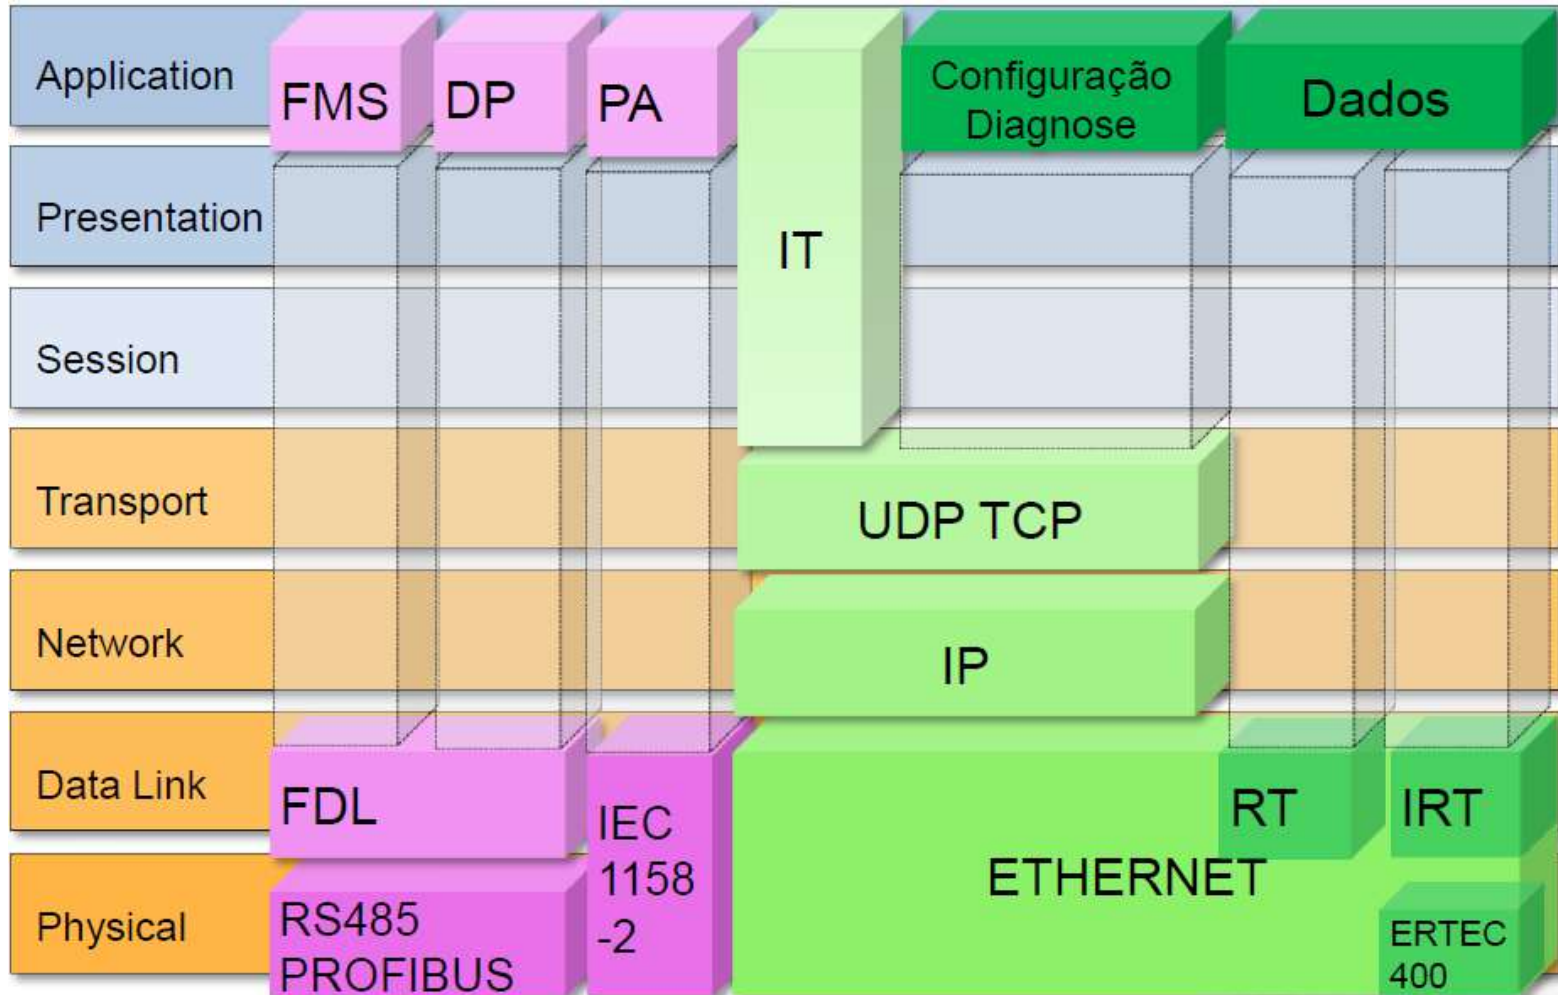 Application
FMS
DP
PA
Configuração
Diagnose
Dados
Presentation
IT
Session
Transport
UDP TCP
Network
IP
Data Link
FDL
IEC
1158
-2
RT
IRT
ETHERNET
Physical
RS485
PROFIBUS
ERTEC
400